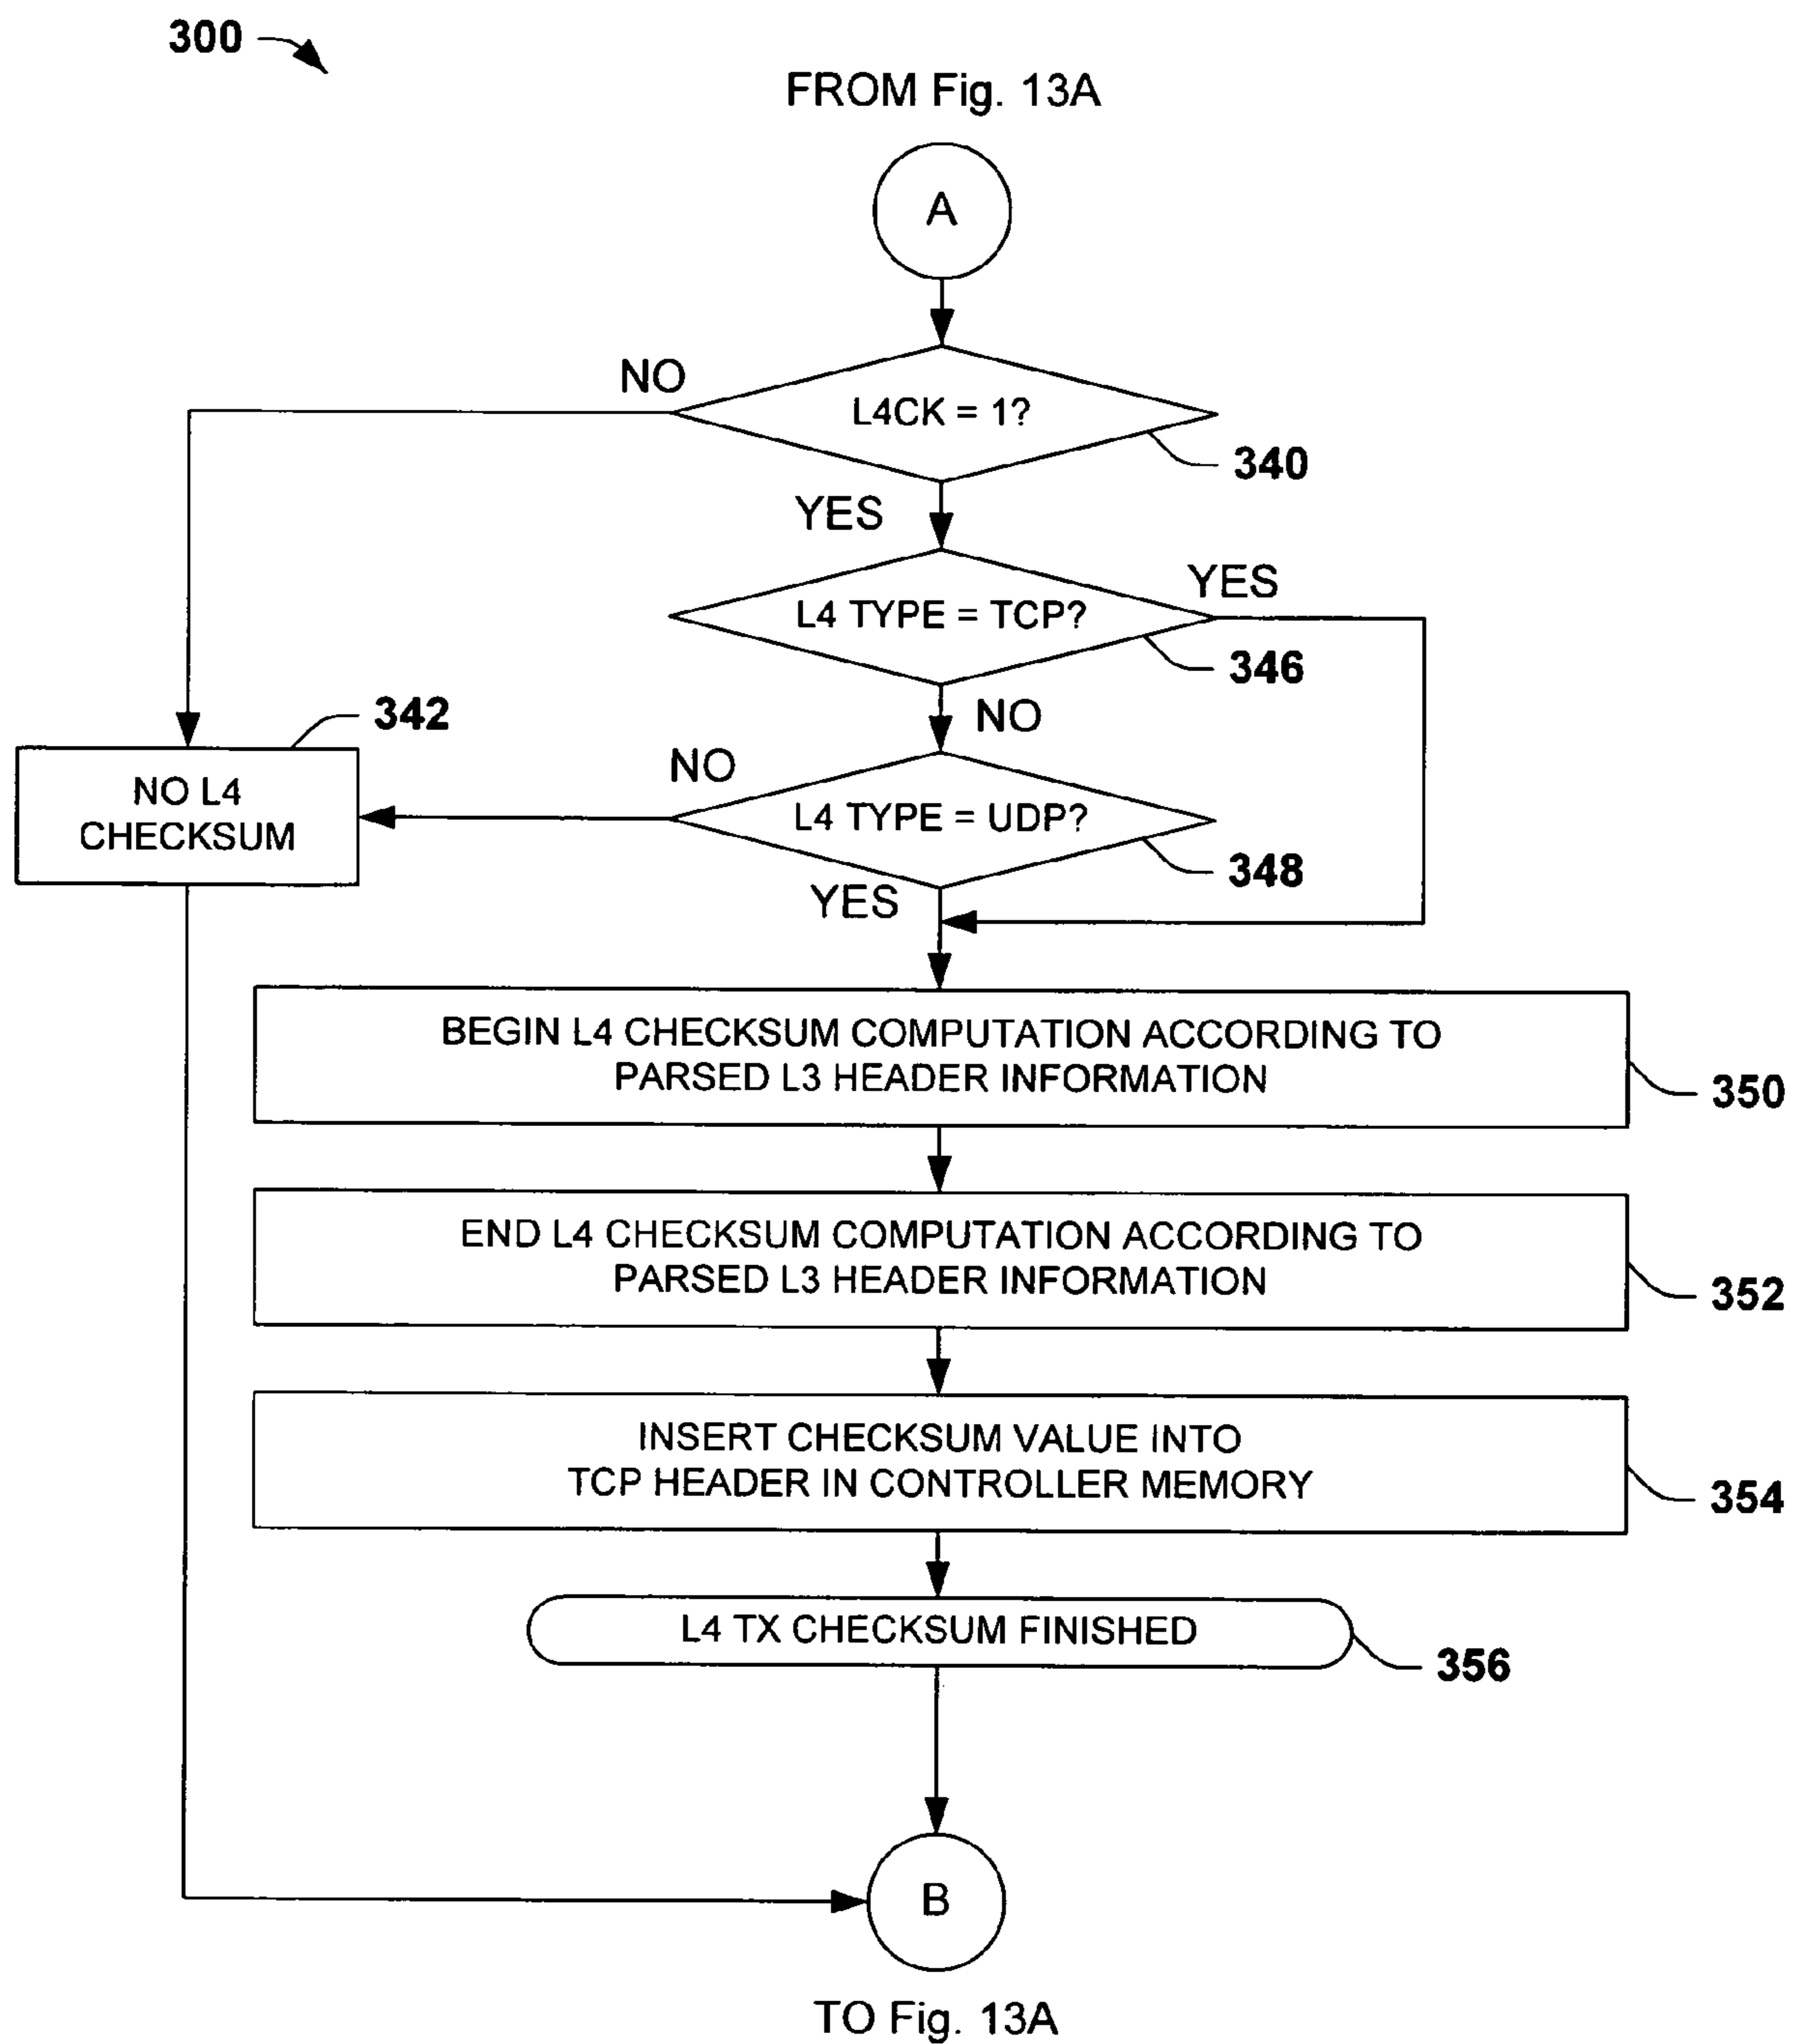 300
FROM Fig. 13A
A
NO
L4CK = 1?
340
YES
YES
L4 TYPE = TCP?
346
342
NO
NO
NO L4
CHECKSUM
L4 TYPE = UDP?
348
YES
BEGIN L4 CHECKSUM COMPUTATION ACCORDING TO
PARSED L3 HEADER INFORMATION
350
END L4 CHECKSUM COMPUTATION ACCORDING TO
PARSED L3 HEADER INFORMATION
352
INSERT CHECKSUM VALUE INTO
TCP HEADER IN CONTROLLER MEMORY
354
L4 TX CHECKSUM FINISHED
356
B
TO Fig. 13A